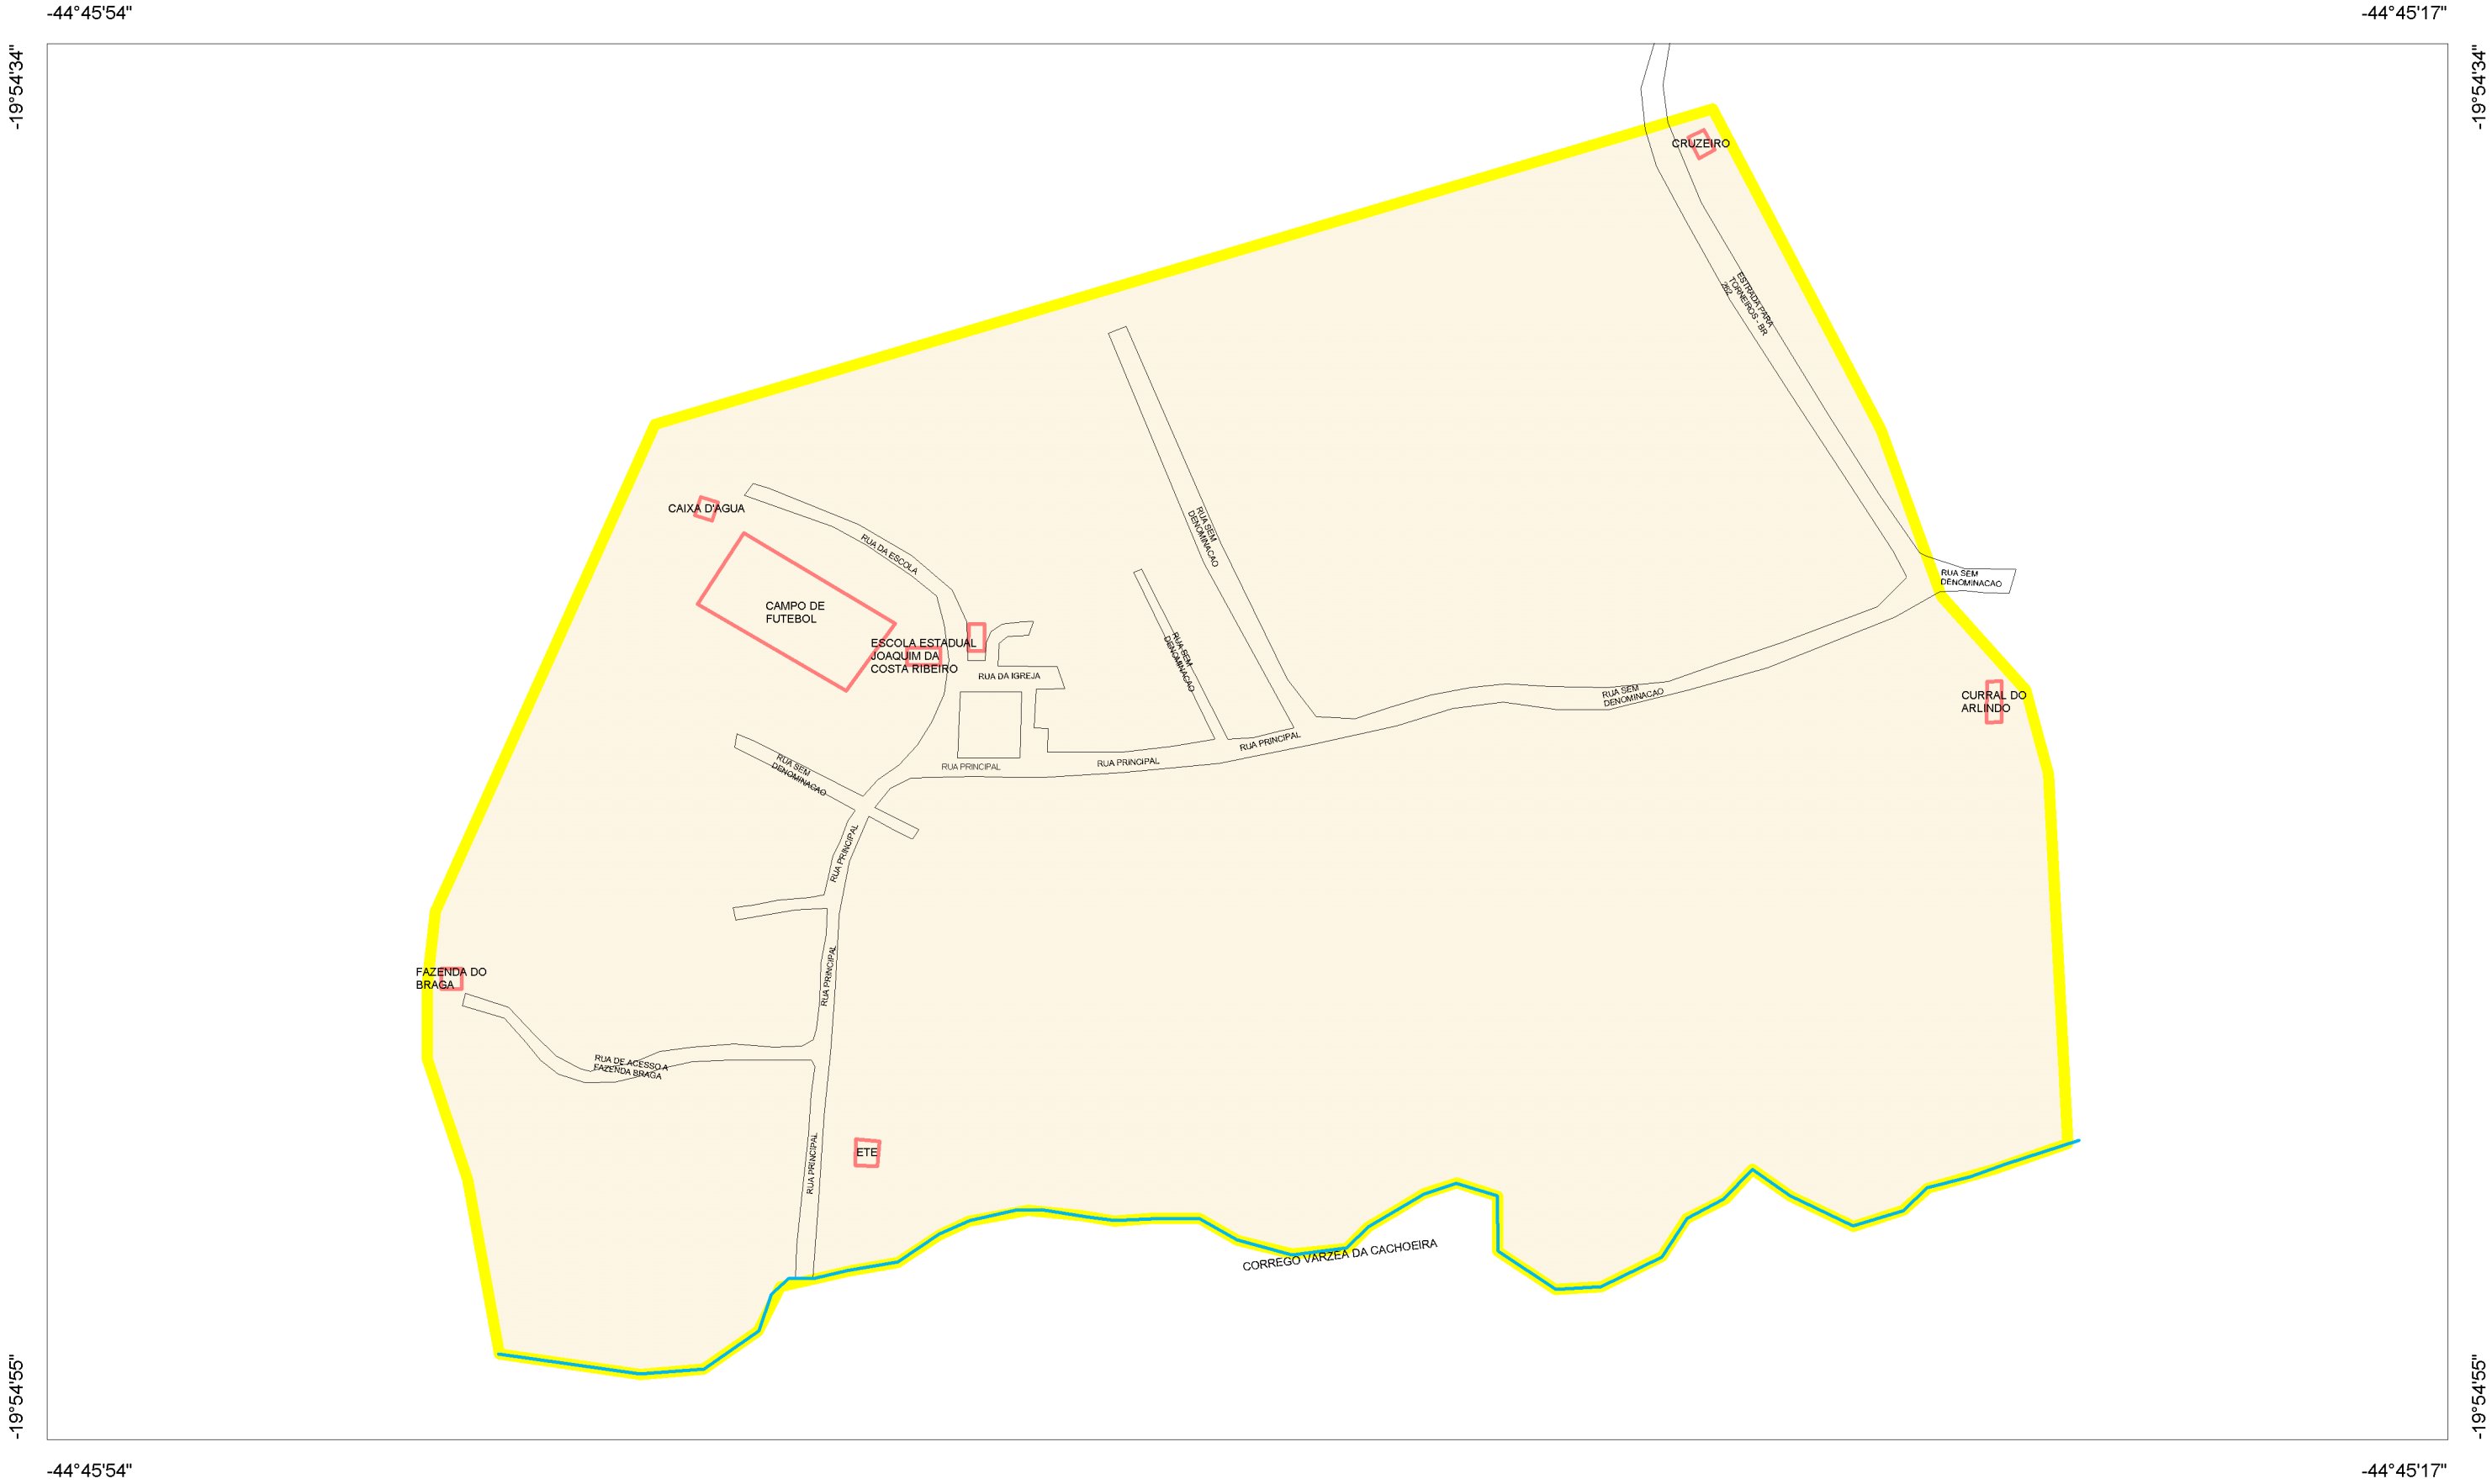 -44°45'54"
-44°45'17"
-19°54'34"
-19°54'34"
CRUZEIRO
ESTRADA PARA
TORNEIROS - BR
262
CAIXA D'AGUA
RUA DA ESCOLA
RUA SEM
DENOMINACAO
RUA SEM
DENOMINACAO
CAMPO DE
FUTEBOL
ESCOLA ESTADUAL
JOAQUIM DA
COSTA RIBEIRO
RUA SEM
DENOMINACAO
RUA DA IGREJA
RUA SEM
DENOMINACAO
CURRAL DO
ARLINDO
RUA PRINCIPAL
RUA PRINCIPAL
RUA PRINCIPAL
RUA SEM
DENOMINACAO
RUA PRINCIPAL
FAZENDA DO
BRAGA
RUA PRINCIPAL
RUA DE ACESSO A
FAZENDA BRAGA
ETE
RUA PRINCIPAL
CORREGO VARZEA DA CACHOEIRA
-19°54'55"
-19°54'55"
-44°45'54"
-44°45'17"